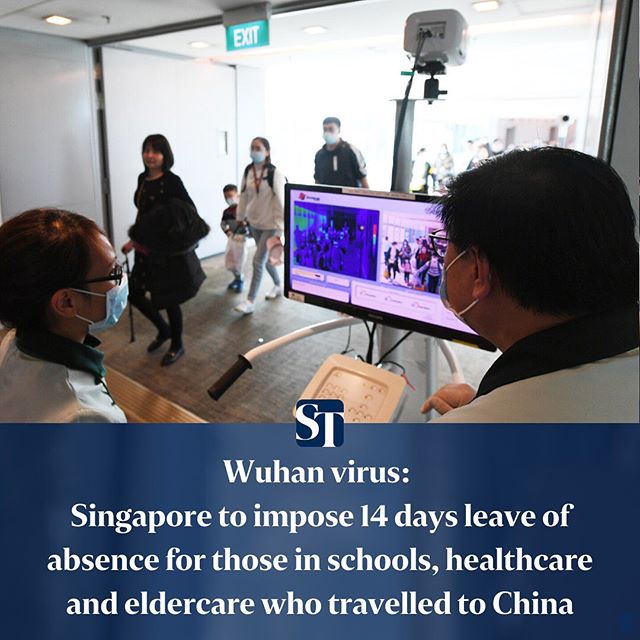 EXIT
ST
Wuhan virus:
Singapore to impose 14 days leave of
absence for those in schools, healthcare
and eldercare who travelled to China